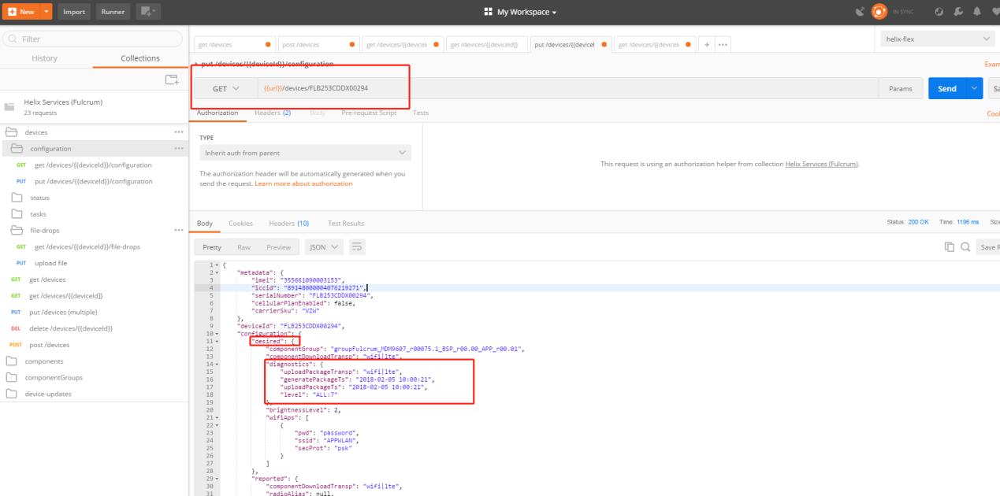 New
Import
Runner
My Workspace
IN SYNC
Filter
History
Collections
Helix Services (Fulcrum)
23 requests
devices
configuration
GET get /devices/{{deviceId}}/configuration
PUT put /devices/{{deviceId}}/configuration
status
tasks
file-drops
GET get /devices/{{deviceId}}/file-drops
PUT upload file
GET get /devices
GET get /devices/{{deviceId}}
PUT put /devices (multiple)
DEL delete /devices/{{deviceId}}
POST post /devices
components
componentGroups
device-updates
get /devices
post /devices
get /devices/{{deviceI
get /devices/{{deviceId}}
put /devices/{{deviceI
get /devices/{{deviceI
helix-flex
put /devices/{{deviceId}}/configuration
Exam
GET
{{url}}/devices/FLB253CDDX00294
Params
Send
Sa
Authorization
Headers (2)
Body
Pre-request Script
Tests
Cook
TYPE
Inherit auth from parent
The authorization header will be automatically generated when you
send the request. Learn more about authorization
This request is using an authorization helper from collection Helix Services (Fulcrum).
Body
Cookies
Headers (10)
Test Results
Status: 200 OK
Time: 1196 ms
Size
Pretty
Raw
Preview
JSON
Save R
1 {
2 "metadata": {
3 "imei": "355661090003153",
4 "iccid": "89148000004076219271",
5 "serialNumber": "FLB253CDDX00294",
6 "cellularPlanEnabled": false,
7 "carrierSku": "VZW"
8 },
9 "deviceId": "FLB253CDDX00294",
10 "configuration": {
11 "desired": {
12 "componentGroup": "groupFulcrum_MDM9607_r00075.1_BSP_r00.00_APP_r00.01",
13 "componentDownloadTransp": "wifi|lte",
14 "diagnostics": {
15 "uploadPackageTransp": "wifi|lte",
16 "generatePackageTs": "2018-02-05 10:00:21",
17 "uploadPackageTs": "2018-02-05 10:00:21",
18 "level": "ALL:7"
19 },
20 "brightnessLevel": 2,
21 "wifiAps": [
22 {
23 "pwd": "password",
24 "ssid": "APPWLAN",
25 "secProt": "psk"
26 }
27 ]
28 },
29 "reported": {
30 "componentDownloadTransp": "wifi|lte",
31 "radioAlias": null,